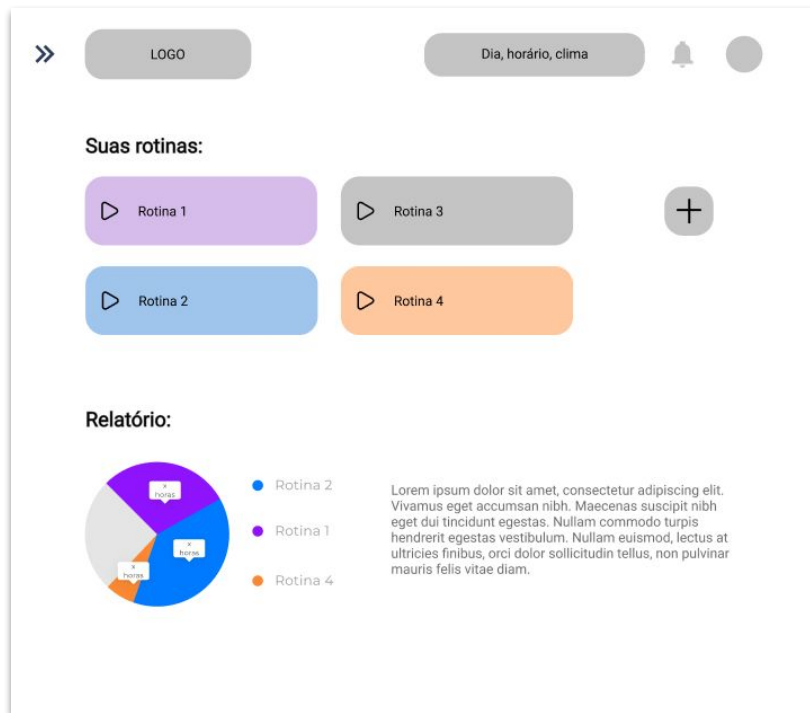 LOGO
Dia, horário, clima
Suas rotinas:
Rotina 1
Rotina 3
Rotina 2
Rotina 4
Relatório:
x
horas
x
horas
x
horas
Rotina 2
Rotina 1
Rotina 4
Lorem ipsum dolor sit amet, consectetur adipiscing elit.
Vivamus eget accumsan nibh. Maecenas suscipit nibh
eget dui tincidunt egestas. Nullam commodo turpis
hendrerit egestas vestibulum. Nullam euismod, lectus at
ultricies finibus, orci dolor sollicitudin tellus, non pulvinar
mauris felis vitae diam.